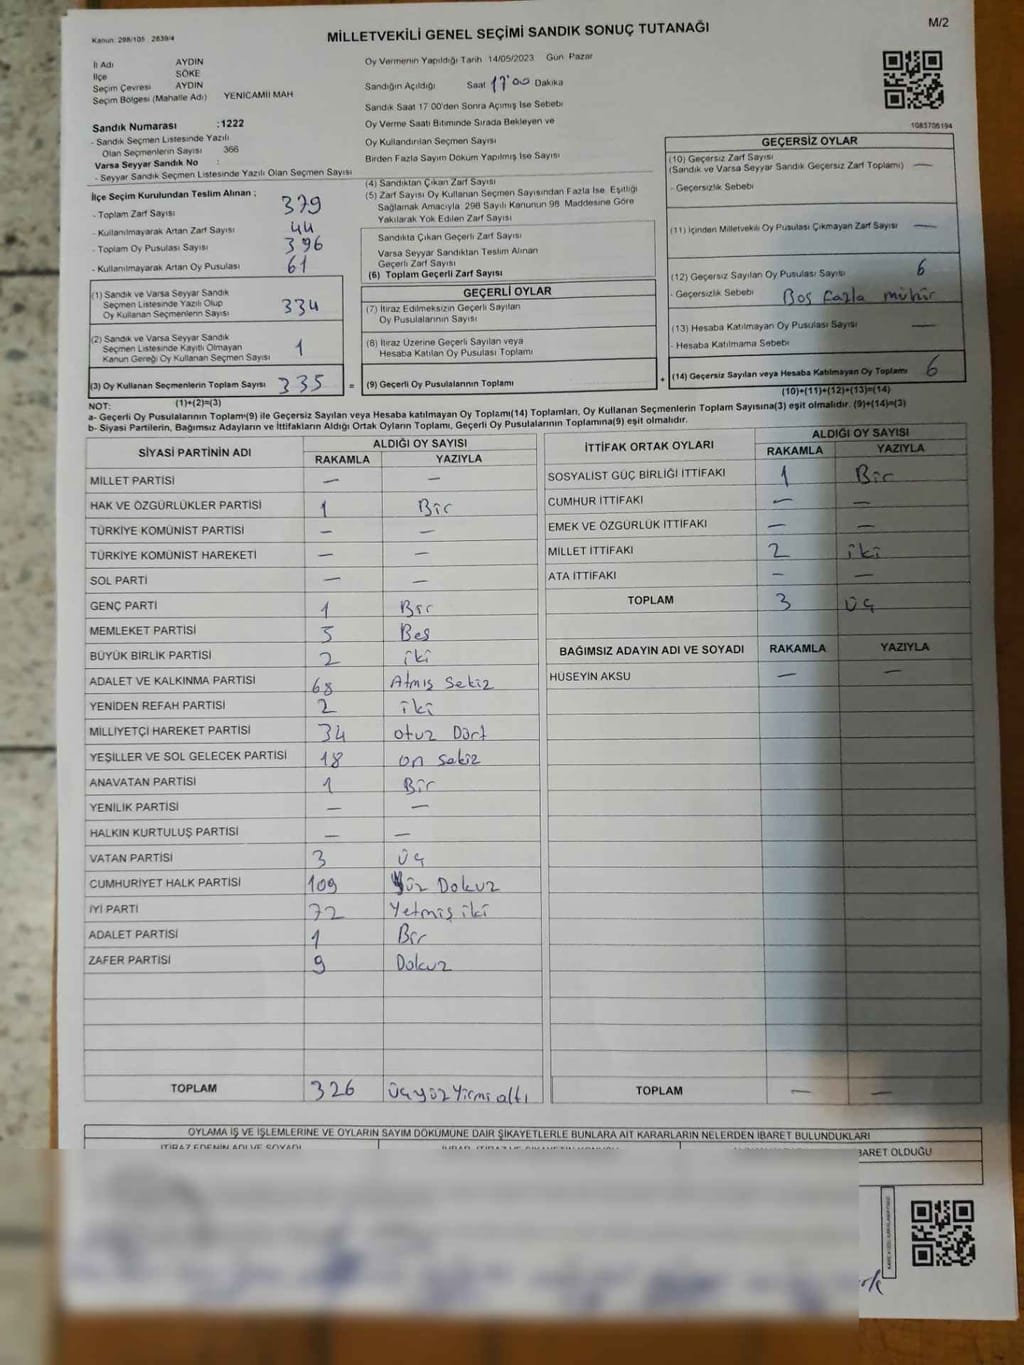 M/2
Kanun: 298/105 2839/4
MİLLETVEKİLİ GENEL SEÇİMİ SANDIK SONUÇ TUTANAĞI
İl Adı AYDIN
İlçe SÖKE
Seçim Çevresi AYDIN
Seçim Bölgesi (Mahalle Adı) YENİCAMİİ MAH
Sandık Numarası :1222
- Sandık Seçmen Listesinde Yazılı
Olan Seçmenlerin Sayısı 366
Varsa Seyyar Sandık No :
- Seyyar Sandık Seçmen Listesinde Yazılı Olan Seçmen Sayısı
Oy Vermenin Yapıldığı Tarih 14/05/2023 Gün Pazar
Sandığın Açıldığı Saat 17:00 Dakika
Sandık Saat 17 00'den Sonra Açımış İse Sebebi
Oy Verme Saati Bitiminde Sırada Bekleyen ve
Oy Kullandırılan Seçmen Sayısı
Birden Fazla Sayım Döküm Yapılmış İse Sayısı
1083706194
İlçe Seçim Kurulundan Teslim Alınan ;
- Toplam Zarf Sayısı 379
- Kullanılmayarak Artan Zarf Sayısı 44
- Toplam Oy Pusulası Sayısı 396
- Kullanılmayarak Artan Oy Pusulası 61
(1) Sandık ve Varsa Seyyar Sandık
Seçmen Listesinde Yazılı Olup
Oy Kullanan Seçmenlerin Sayısı 334
(2) Sandık ve Varsa Seyyar Sandık
Seçmen Listesinde Kayıtlı Olmayan
Kanun Gereği Oy Kullanan Seçmen Sayısı 1
(3) Oy Kullanan Seçmenlerin Toplam Sayısı 335 =
(1)+(2)=(3)
(4) Sandıktan Çıkan Zarf Sayısı
(5) Zarf Sayısı Oy Kullanan Seçmen Sayısından Fazla İse Eşitliği
Sağlamak Amacıyla 298 Sayılı Kanunun 98 Maddesine Göre
Yakılarak Yok Edilen Zarf Sayısı
Sandıkta Çıkan Geçerli Zarf Sayısı
Varsa Seyyar Sandıktan Teslim Alınan
Geçerli Zarf Sayısı
(6) Toplam Geçerli Zarf Sayısı
GEÇERLİ OYLAR
(7) İtiraz Edilmeksizin Geçerli Sayılan
Oy Pusulalarının Sayısı
(8) İtiraz Üzerine Geçerli Sayılan veya
Hesaba Katılan Oy Pusulası Toplamı
(9) Geçerli Oy Pusulalarının Toplamı +
GEÇERSİZ OYLAR
(10) Geçersiz Zarf Sayısı
(Sandık ve Varsa Seyyar Sandık Geçersiz Zarf Toplamı) —
- Geçersizlik Sebebi
(11) İçinden Milletvekili Oy Pusulası Çıkmayan Zarf Sayısı —
(12) Geçersiz Sayılan Oy Pusulası Sayısı 6
- Geçersizlik Sebebi Boş fazla mühür
(13) Hesaba Katılmayan Oy Pusulası Sayısı —
- Hesaba Katılmama Sebebi
(14) Geçersiz Sayılan veya Hesaba Katılmayan Oy Toplamı 6
(10)+(11)+(12)+(13)=(14)
NOT:
a- Geçerli Oy Pusulalarının Toplamı(9) ile Geçersiz Sayılan veya Hesaba katılmayan Oy Toplamı(14) Toplamları, Oy Kullanan Seçmenlerin Toplam Sayısına(3) eşit olmalıdır. (9)+(14)=(3)
b- Siyasi Partilerin, Bağımsız Adayların ve İttifakların Aldığı Ortak Oyların Toplamı, Geçerli Oy Pusulalarının Toplamına(9) eşit olmalıdır.
SİYASİ PARTİNİN ADI ALDIĞI OY SAYISI
RAKAMLA YAZIYLA
MİLLET PARTİSİ — —
HAK VE ÖZGÜRLÜKLER PARTİSİ 1 Bir
TÜRKİYE KOMÜNİST PARTİSİ — —
TÜRKİYE KOMÜNİST HAREKETİ — —
SOL PARTİ — —
GENÇ PARTİ 1 Bir
MEMLEKET PARTİSİ 5 Beş
BÜYÜK BİRLİK PARTİSİ 2 iki
ADALET VE KALKINMA PARTİSİ 68 Atmış Sekiz
YENİDEN REFAH PARTİSİ 2 iki
MİLLİYETÇİ HAREKET PARTİSİ 34 otuz Dört
YEŞİLLER VE SOL GELECEK PARTİSİ 18 on sekiz
ANAVATAN PARTİSİ 1 Bir
YENİLİK PARTİSİ — —
HALKIN KURTULUŞ PARTİSİ — —
VATAN PARTİSİ 3 üç
CUMHURİYET HALK PARTİSİ 109 Yüz Dokuz
İYİ PARTİ 72 Yetmiş iki
ADALET PARTİSİ 1 Bir
ZAFER PARTİSİ 9 Dokuz
TOPLAM 326 üçyüz Yirmi altı
İTTİFAK ORTAK OYLARI ALDIĞI OY SAYISI
RAKAMLA YAZIYLA
SOSYALİST GÜÇ BİRLİĞİ İTTİFAKI 1 Bir
CUMHUR İTTİFAKI — —
EMEK VE ÖZGÜRLÜK İTTİFAKI — —
MİLLET İTTİFAKI 2 iki
ATA İTTİFAKI — —
TOPLAM 3 üç
BAĞIMSIZ ADAYIN ADI VE SOYADI RAKAMLA YAZIYLA
HÜSEYİN AKSU — —
TOPLAM — —
OYLAMA İŞ VE İŞLEMLERİNE VE OYLARIN SAYIM DÖKÜMÜNE DAİR ŞİKAYETLERLE BUNLARA AİT KARARLARIN NELERDEN İBARET BULUNDUKLARI
İTİRAZ EDENİN ADI VE SOYADI
BARET OLDUĞU